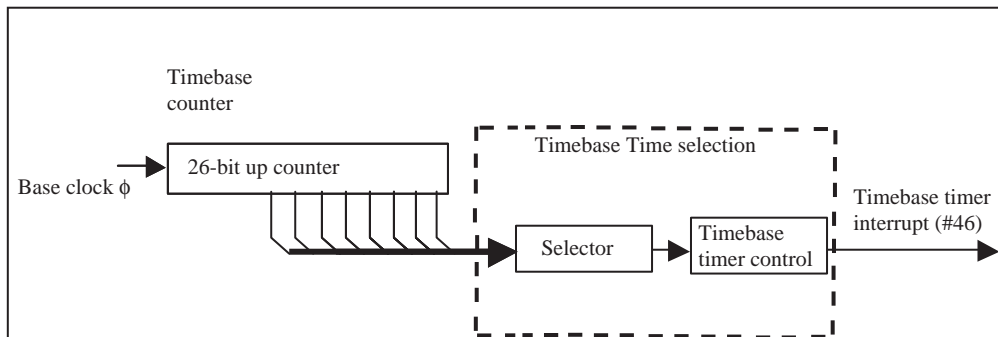 Timebase
counter
26-bit up counter
Base clock ϕ
Timebase Time selection
Selector
Timebase
timer control
Timebase timer
interrupt (#46)